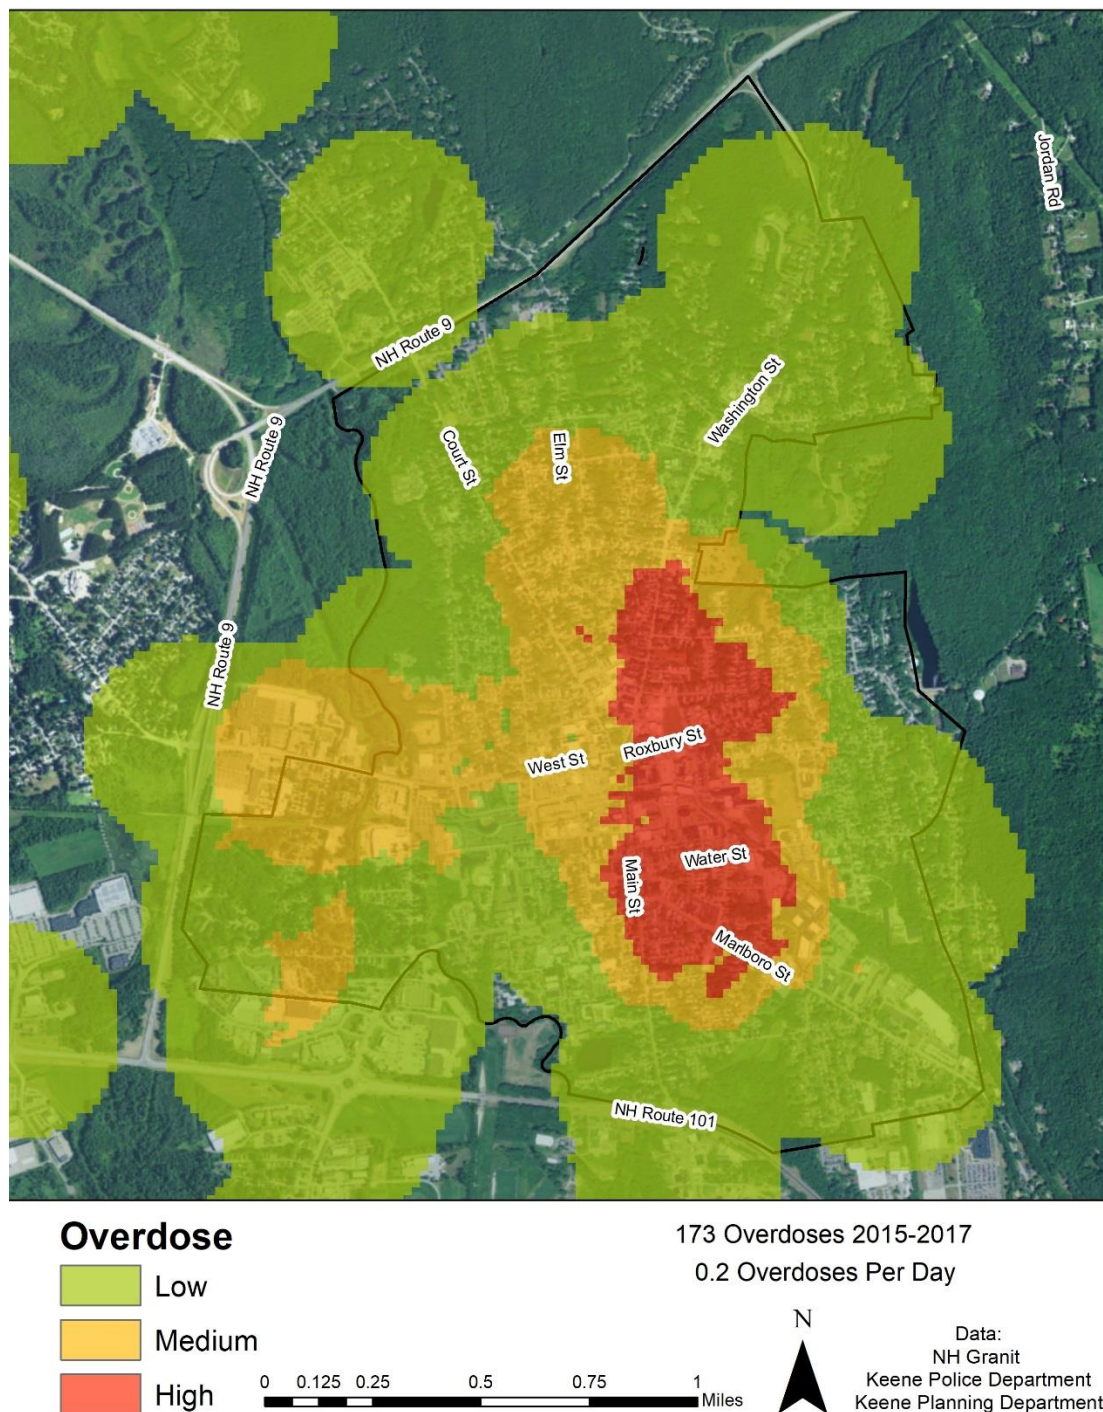 Jordan Rd
NH Route 9
Washington St
Court St
Elm St
NH Route 9
NH Route 9
Roxbury St
West St
Water St
Main St
Marlboro St
NH Route 101
Overdose
Low
Medium
High
0 0.125 0.25 0.5 0.75 1
Miles
173 Overdoses 2015-2017
0.2 Overdoses Per Day
N
Data:
NH Granit
Keene Police Department
Keene Planning Department